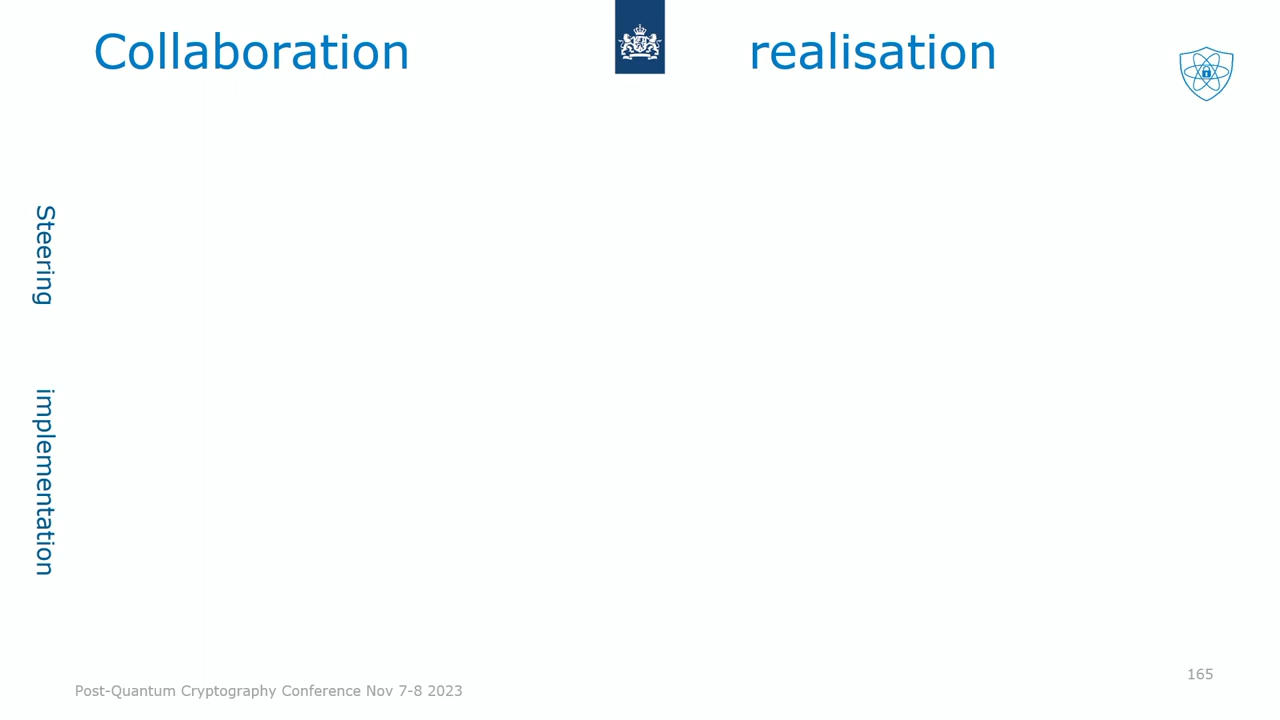 Collaboration
realisation
Steering
implementation
Post-Quantum Cryptography Conference Nov 7-8 2023
165